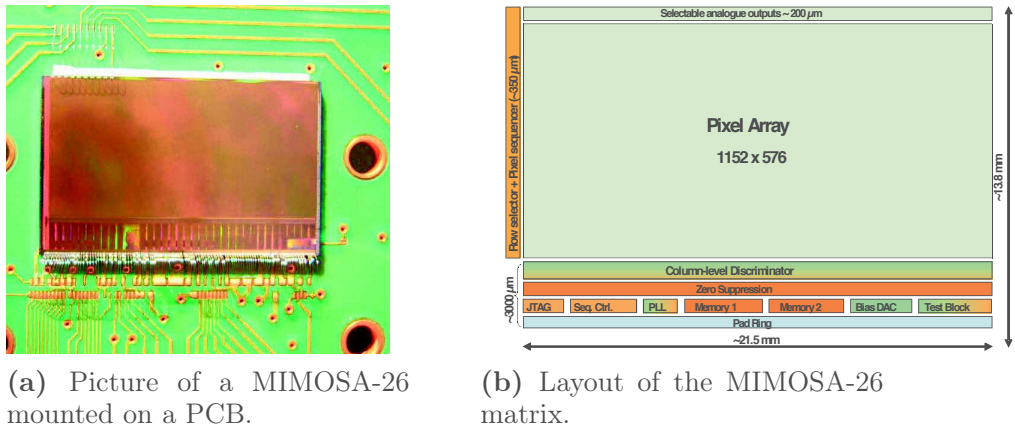 Selectable analogue outputs ~ 200 µm
Row selector + Pixel sequencer (~350 µm)
Pixel Array
1152 x 576
~13.8 mm
Column-level Discriminator
Zero Suppression
~3000 µm
JTAG Seq. Ctrl. PLL Memory 1 Memory 2 Bias DAC Test Block
Pad Ring
~21.5 mm
(a) Picture of a MIMOSA-26
mounted on a PCB.
(b) Layout of the MIMOSA-26
matrix.